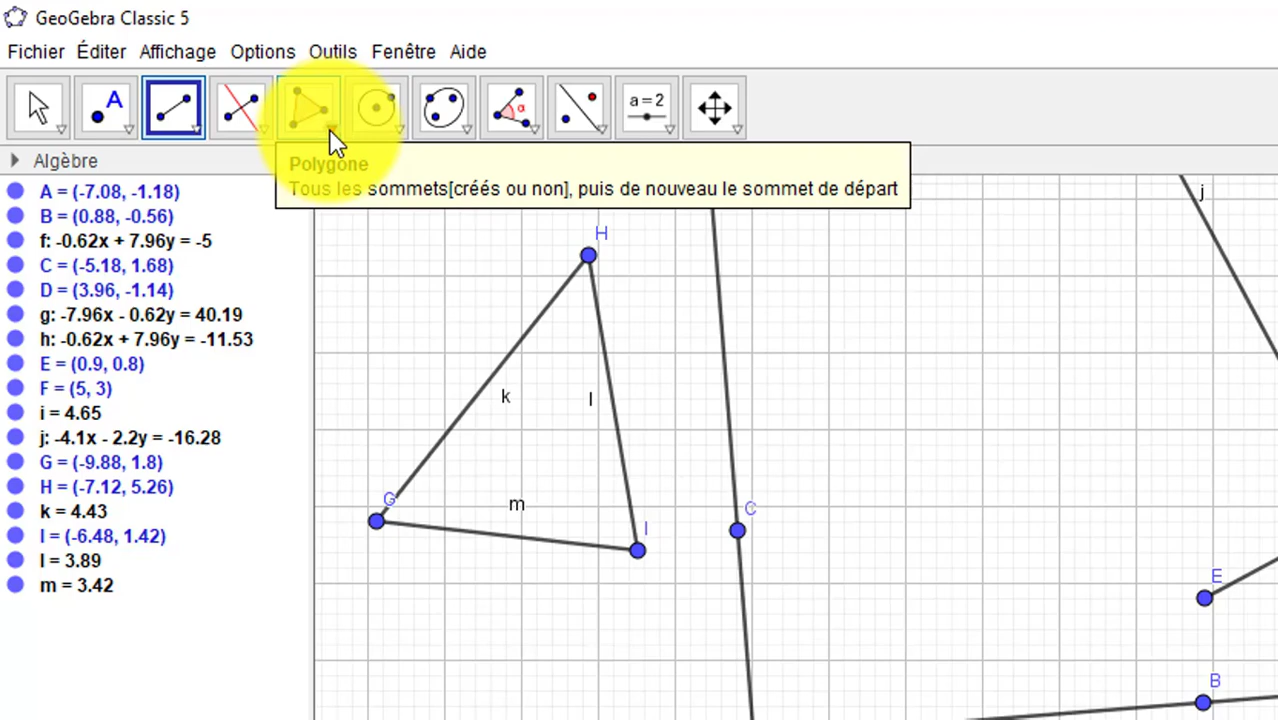 GeoGebra Classic 5
Fichier Éditer Affichage Options Outils Fenêtre Aide
A
α
a=2
Algèbre
Polygone
Tous les sommets[créés ou non], puis de nouveau le sommet de départ
A = (-7.08, -1.18)
B = (0.88, -0.56)
f: -0.62x + 7.96y = -5
C = (-5.18, 1.68)
D = (3.96, -1.14)
g: -7.96x - 0.62y = 40.19
h: -0.62x + 7.96y = -11.53
E = (0.9, 0.8)
F = (5, 3)
i = 4.65
j: -4.1x - 2.2y = -16.28
G = (-9.88, 1.8)
H = (-7.12, 5.26)
k = 4.43
I = (-6.48, 1.42)
l = 3.89
m = 3.42
j
H
k
l
G
m
I
C
E
B